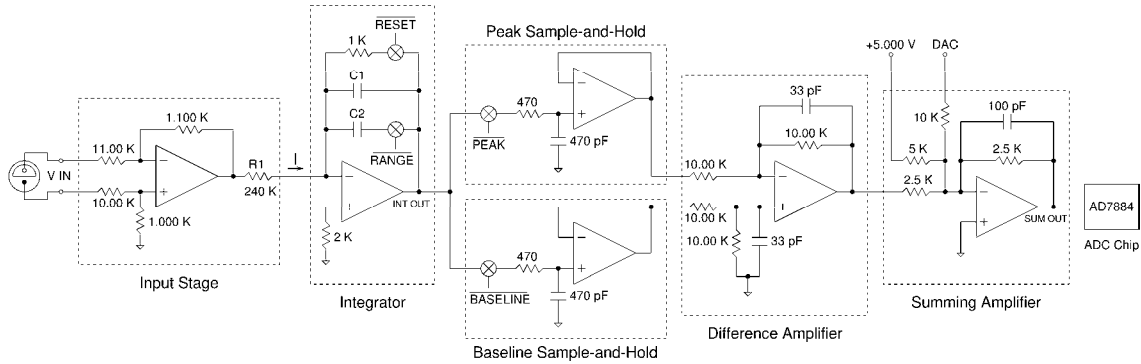 RESET
Peak Sample-and-Hold
1 K
C1
C2
RANGE
+5.000 V
DAC
33 pF
100 pF
10 K
470
PEAK
470 pF
10.00 K
1.100 K
11.00 K
V IN
10.00 K
1.000 K
R1
240 K
I
INT OUT
2 K
10.00 K
5 K
2.5 K
2.5 K
10.00 K
10.00 K
33 pF
SUM OUT
AD7884
ADC Chip
470
BASELINE
470 pF
Input Stage
Integrator
Baseline Sample-and-Hold
Difference Amplifier
Summing Amplifier